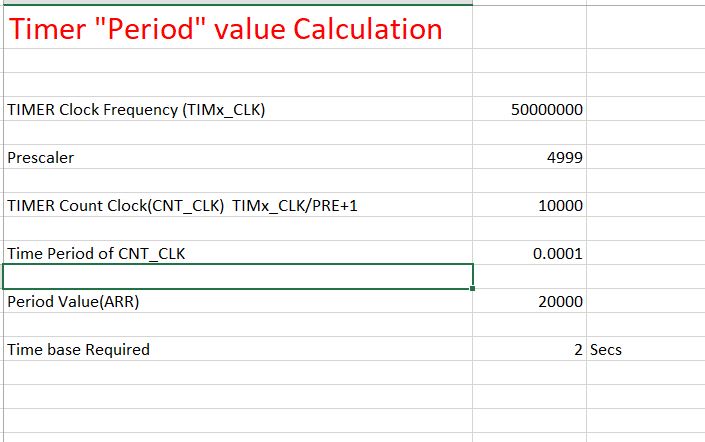 Timer "Period" value Calculation
TIMER Clock Frequency (TIMx_CLK) 50000000
Prescaler 4999
TIMER Count Clock(CNT_CLK)  TIMx_CLK/PRE+1 10000
Time Period of CNT_CLK 0.0001
Period Value(ARR) 20000
Time base Required 2 Secs